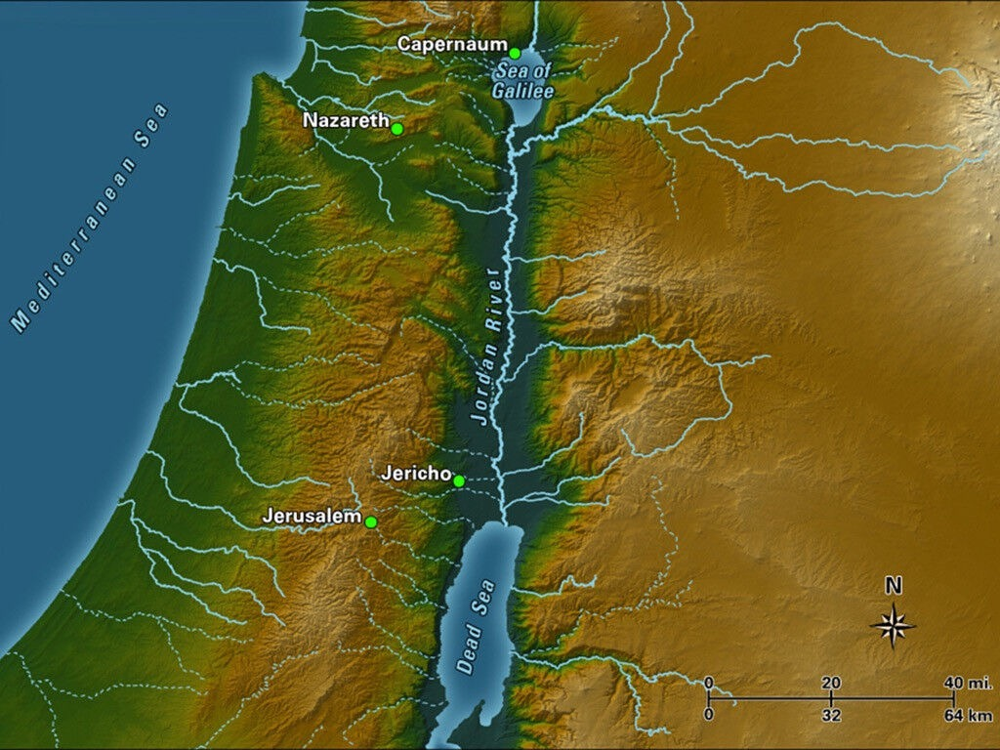 Capernaum
Sea of
Galilee
Nazareth
Mediterranean Sea
Jordan River
Jericho
Jerusalem
Dead Sea
N
0 20 40 mi.
0 32 64 km